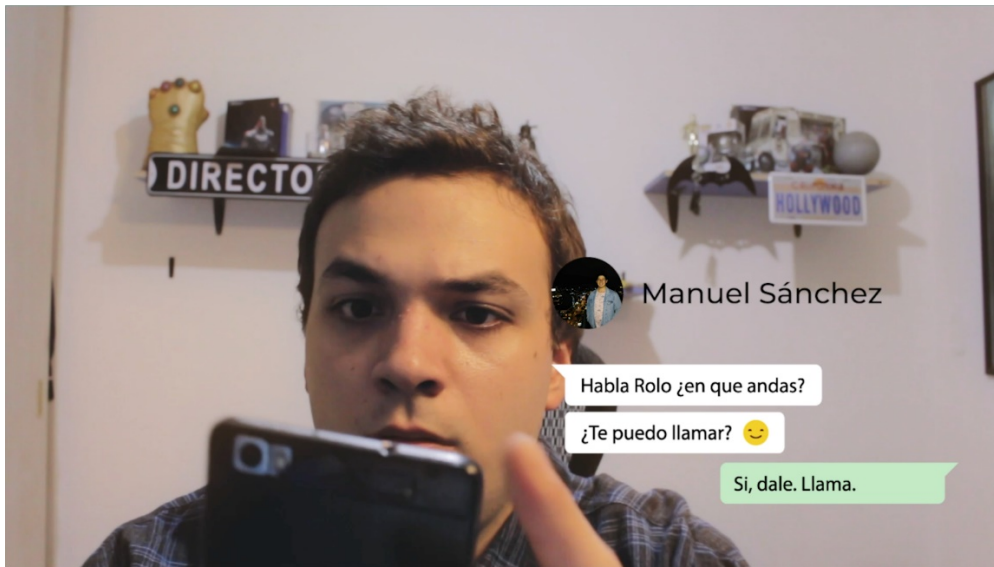 DIRECTO
HOLLYWOOD
Manuel Sánchez
Habla Rolo ¿en que andas?
¿Te puedo llamar?
Si, dale. Llama.